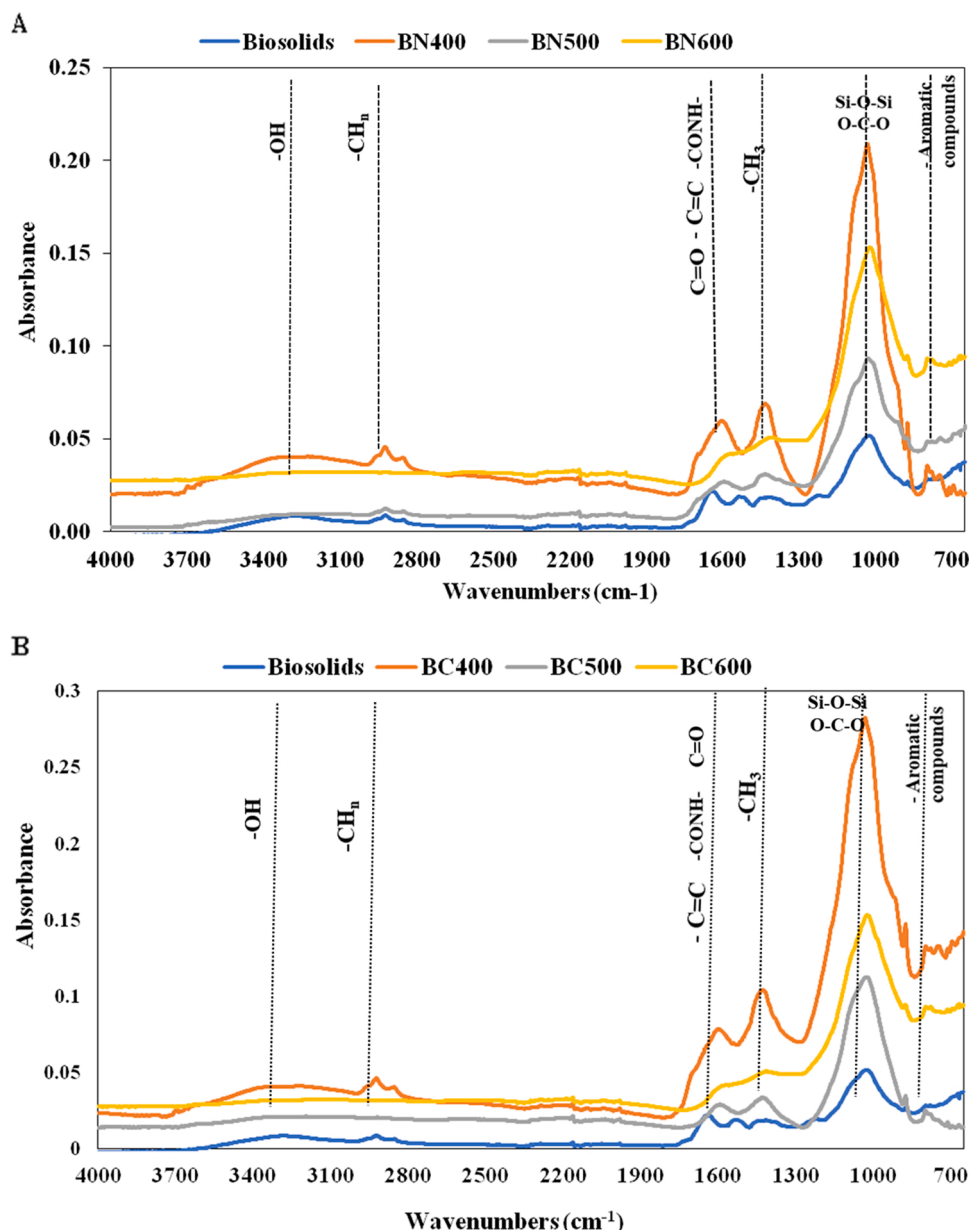 A
Biosolids BN400 BN500 BN600
0.25
0.20
0.15
0.10
0.05
0.00
Absorbance
-OH
-CHn
C=O - C=C -CONH-
-CH3
Si-O-Si
O-C-O
- Aromatic
compounds
4000 3700 3400 3100 2800 2500 2200 1900 1600 1300 1000 700
Wavenumbers (cm-1)
B
Biosolids BC400 BC500 BC600
0.3
0.25
0.2
0.15
0.1
0.05
0
Absorbance
-OH
-CHn
- C=C -CONH- C=O
-CH3
Si-O-Si
O-C-O
- Aromatic
compounds
4000 3700 3400 3100 2800 2500 2200 1900 1600 1300 1000 700
Wavenumbers (cm-1)